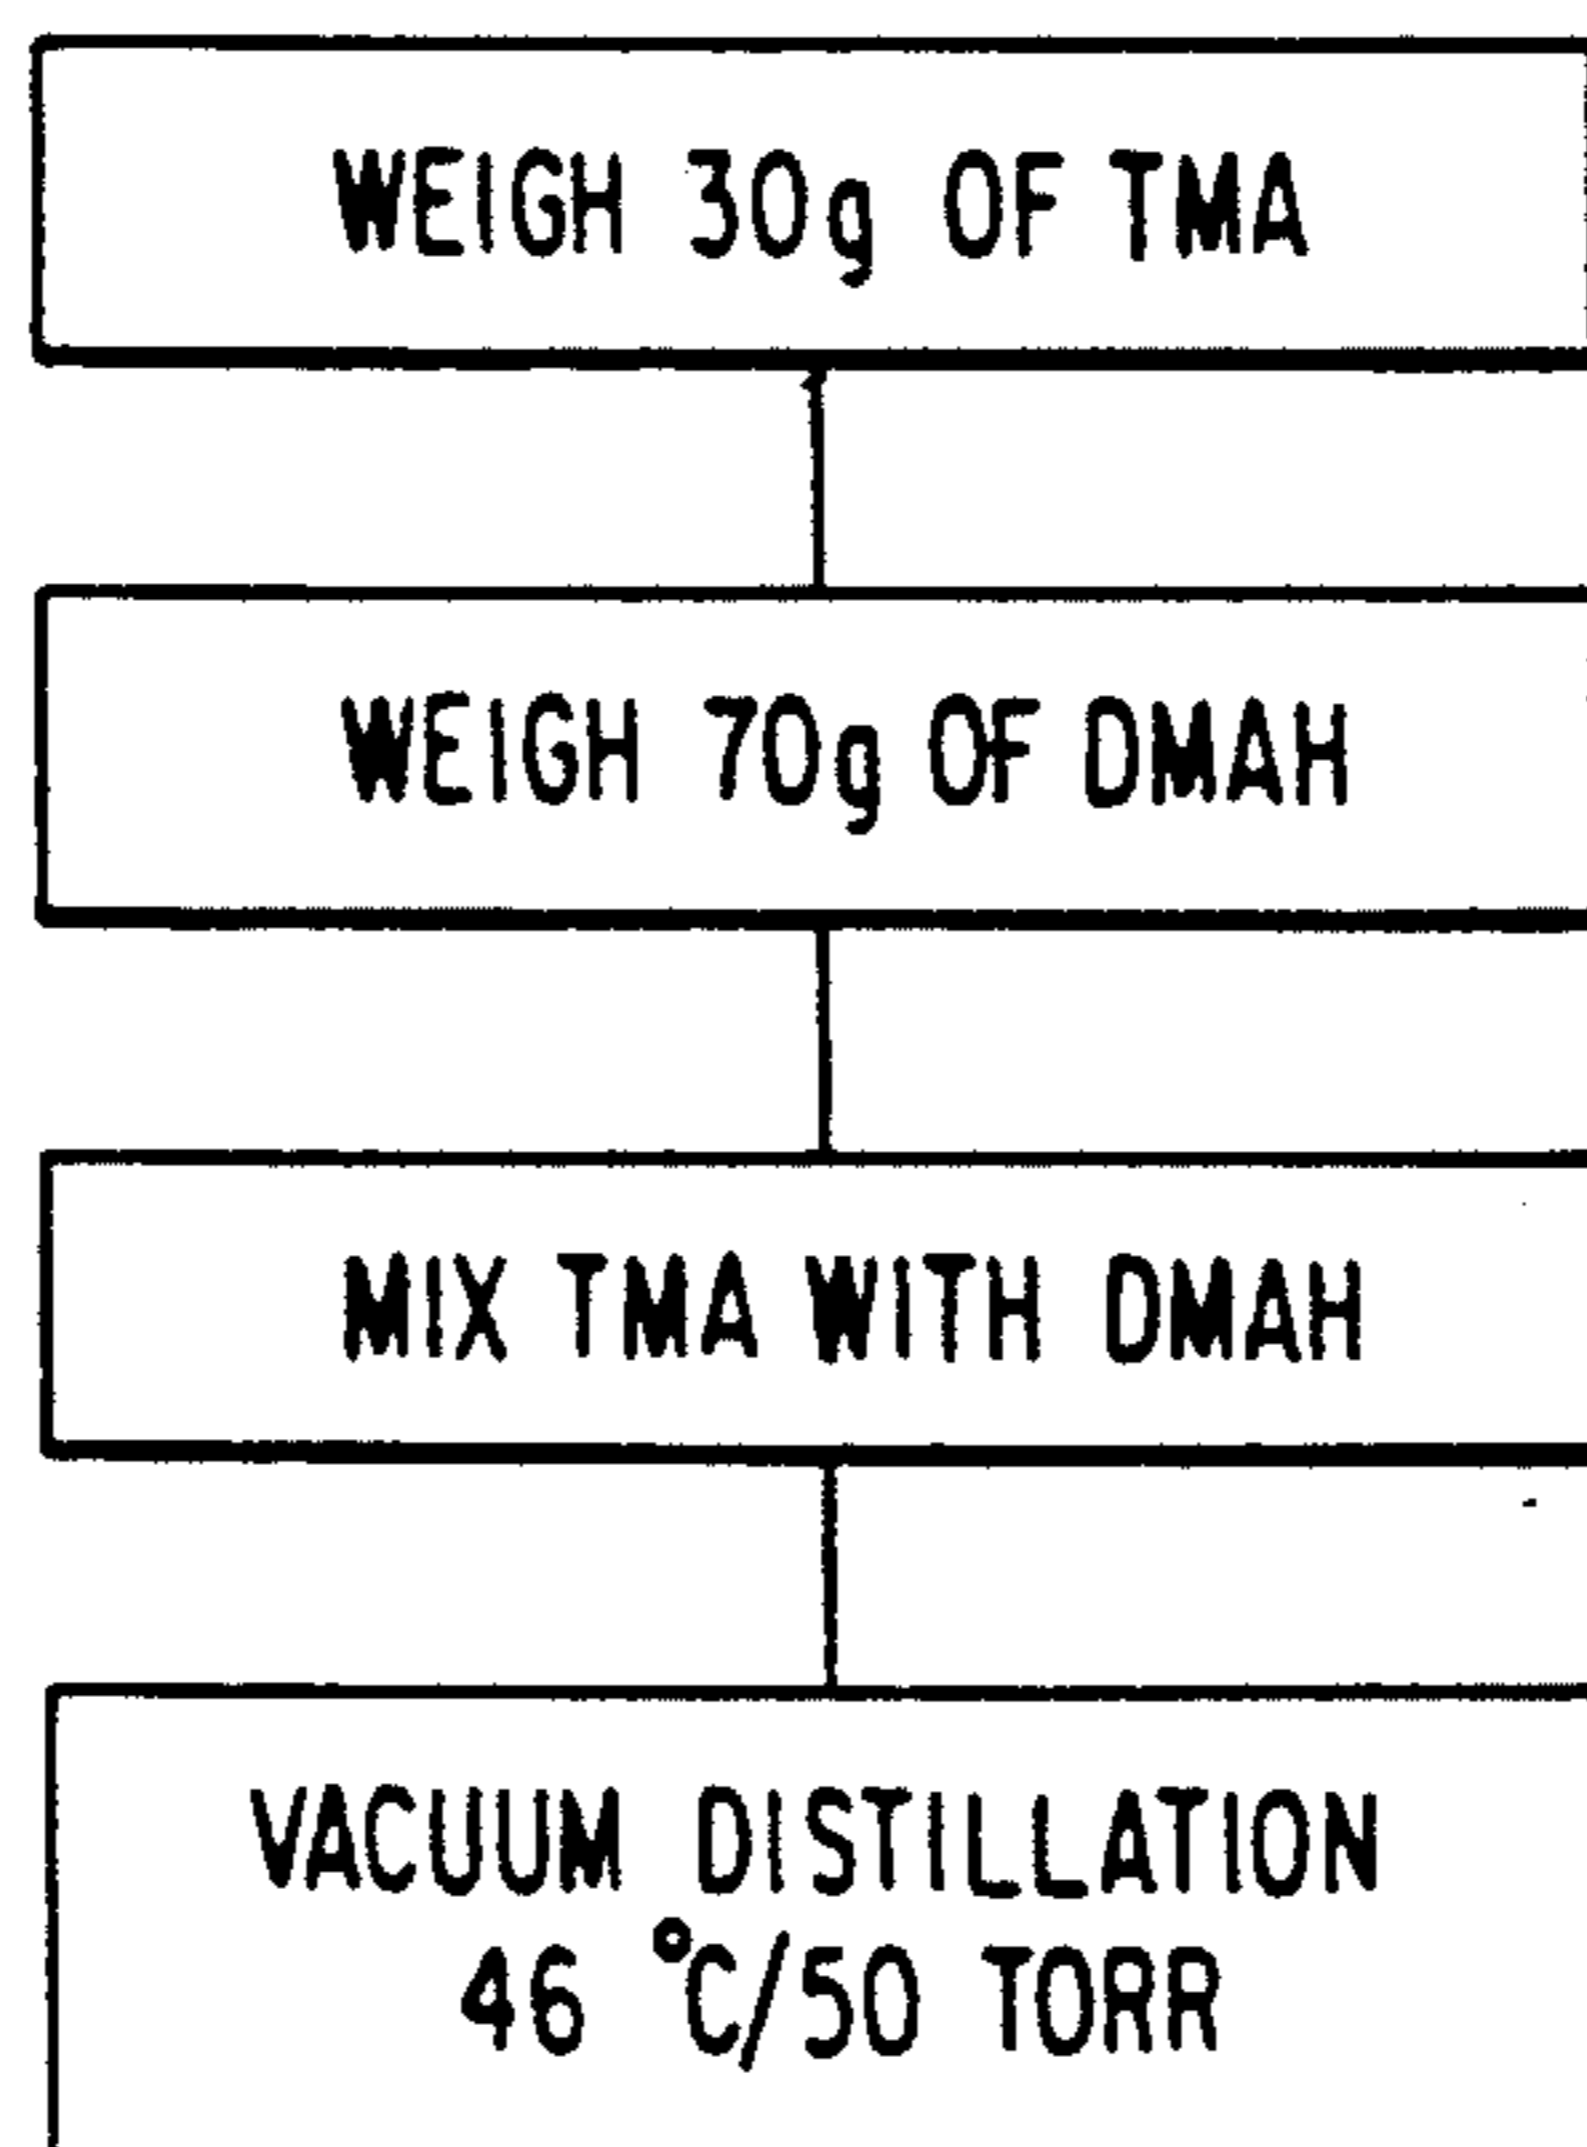 WEIGH 30g OF TMA
WEIGH 70g OF DMAH
MIX TMA WITH DMAH
VACUUM DISTILLATION
46 °C/50 TORR